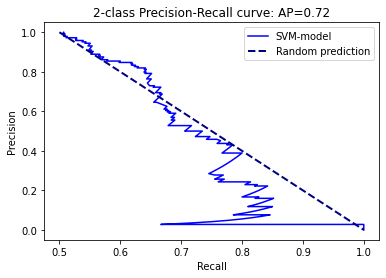 2-class Precision-Recall curve: AP=0.72
SVM-model
Random prediction
Precision
1.0
0.8
0.6
0.4
0.2
0.0
0.5
0.6
0.7
0.8
0.9
1.0
Recall